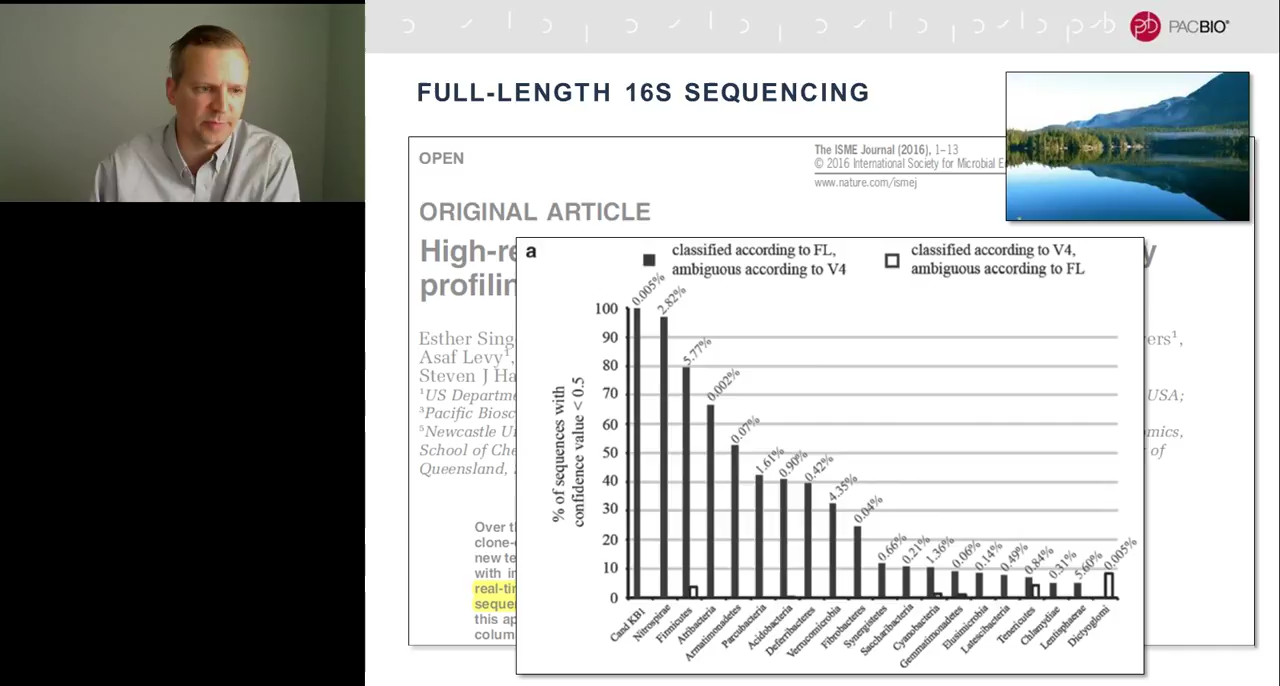 PACBIO®
FULL-LENGTH 16S SEQUENCING
OPEN
The ISME Journal (2016), 1–13
© 2016 International Society for Microbial E
www.nature.com/ismej
ORIGINAL ARTICLE
High-re
y
profilin
Esther Sing
ers¹,
Asaf Levy¹,
Steven J Ha
¹US Departme
USA;
³Pacific Biosc
⁵Newcastle Un
omics,
School of Che
of
Queensland,
Over th
clone-
new te
with in
real-tim
sequen
this ap
colum
a
classified according to FL,
ambiguous according to V4
classified according to V4,
ambiguous according to FL
% of sequences with
confidence value < 0.5
100
90
80
70
60
50
40
30
20
10
0
0.005%
2.82%
5.77%
0.002%
0.07%
1.61%
0.90%
0.42%
4.35%
0.04%
0.66%
0.21%
1.36%
0.06%
0.14%
0.49%
0.84%
0.31%
5.60%
0.005%
Cand KB1
Nitrospirae
Firmicutes
Atribacteria
Armatimonadetes
Parcubacteria
Acidobacteria
Deferribacteres
Verrucomicrobia
Fibrobacteres
Synergistetes
Saccharibacteria
Cyanobacteria
Gemmatimonadetes
Elusimicrobia
Latescibacteria
Tenericutes
Chlamydiae
Lentisphaerae
Dictyoglomi